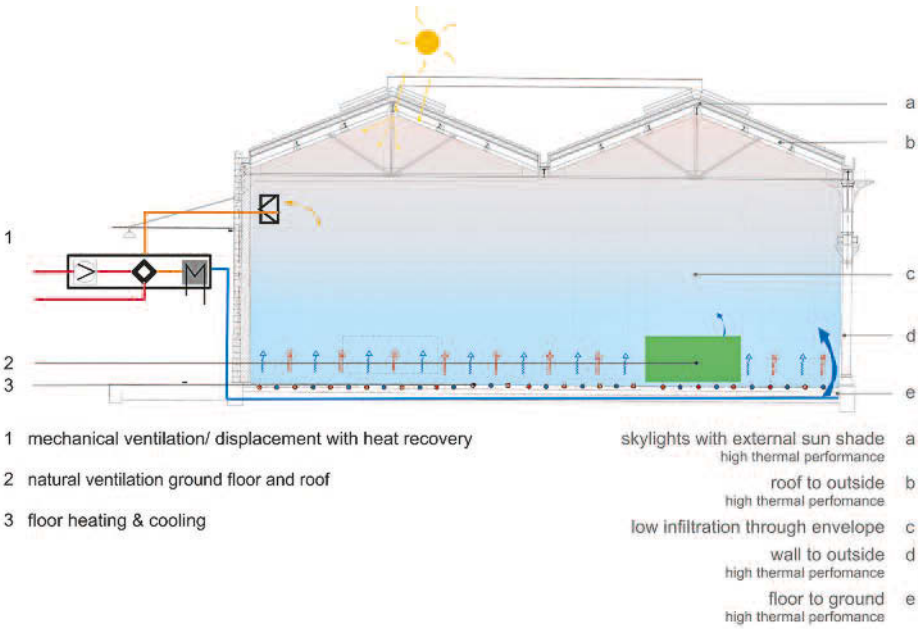 a
b
1
c
d
2
3
e
M
1 mechanical ventilation/ displacement with heat recovery
2 natural ventilation ground floor and roof
3 floor heating & cooling
skylights with external sun shade a
high thermal performance
roof to outside b
high thermal perfomance
low infiltration through envelope c
wall to outside d
high thermal perfomance
floor to ground e
high thermal perfomance